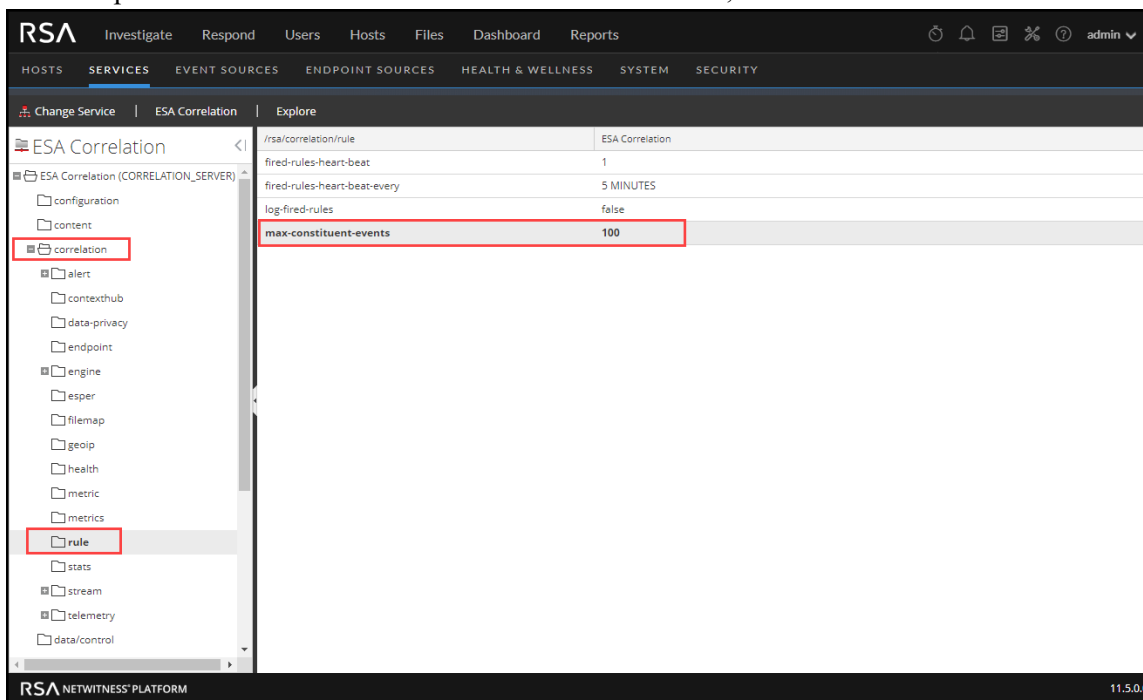 RSA Investigate Respond Users Hosts Files Dashboard Reports admin
HOSTS SERVICES EVENT SOURCES ENDPOINT SOURCES HEALTH & WELLNESS SYSTEM SECURITY
Change Service | ESA Correlation | Explore
ESA Correlation
ESA Correlation (CORRELATION_SERVER)
configuration
content
correlation
alert
contexthub
data-privacy
endpoint
engine
esper
filemap
geoip
health
metric
metrics
rule
stats
stream
telemetry
data/control
/rsa/correlation/rule ESA Correlation
fired-rules-heart-beat 1
fired-rules-heart-beat-every 5 MINUTES
log-fired-rules false
max-constituent-events 100
RSA NETWITNESS® PLATFORM 11.5.0.